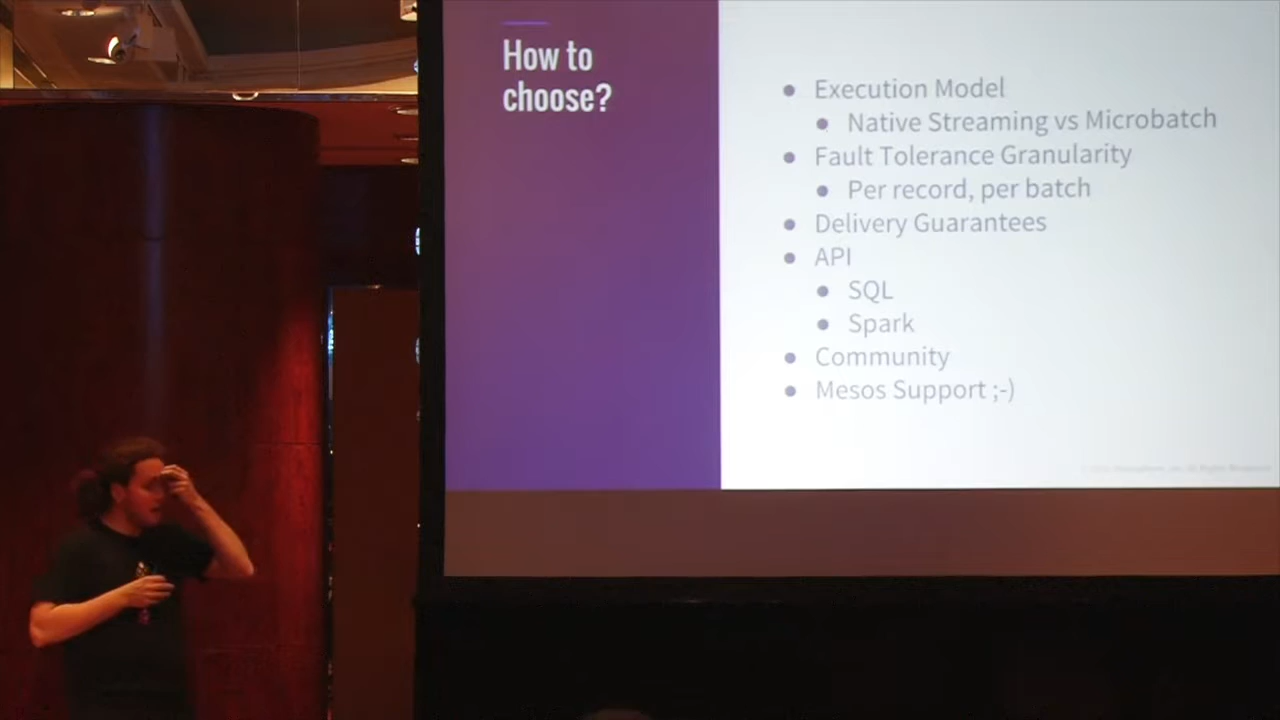 How to
choose?
Execution Model
Native Streaming vs Microbatch
Fault Tolerance Granularity
Per record, per batch
Delivery Guarantees
API
SQL
Spark
Community
Mesos Support ;-)